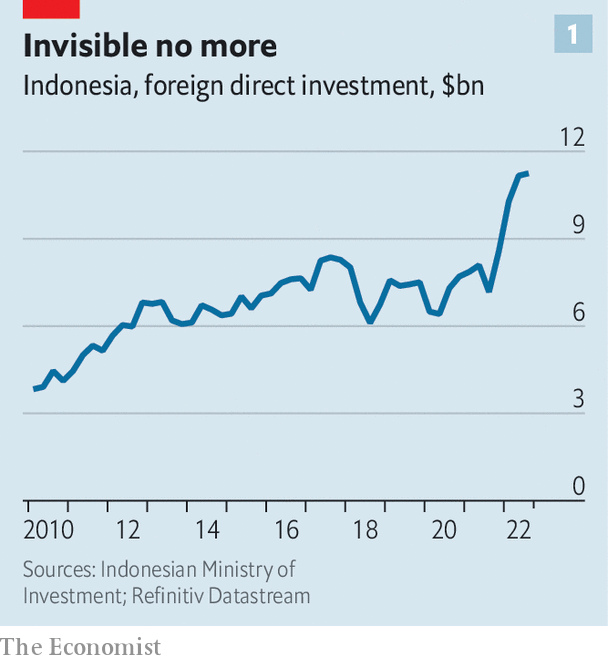 Invisible no more
1
Indonesia, foreign direct investment, $bn
12
9
6
3
0
2010 12 14 16 18 20 22
Sources: Indonesian Ministry of
Investment; Refinitiv Datastream
The Economist